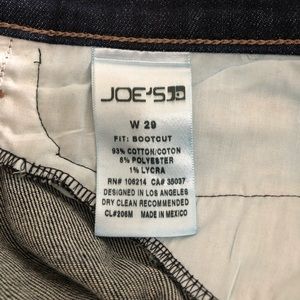 JOE'S
W 29
FIT: BOOTCUT
93% COTTON/COTON
6% POLYESTER
1% LYCRA
RN# 106214 CA# 35037
DESIGNED IN LOS ANGELES
DRY CLEAN RECOMMENDED
CL#206M MADE IN MEXICO